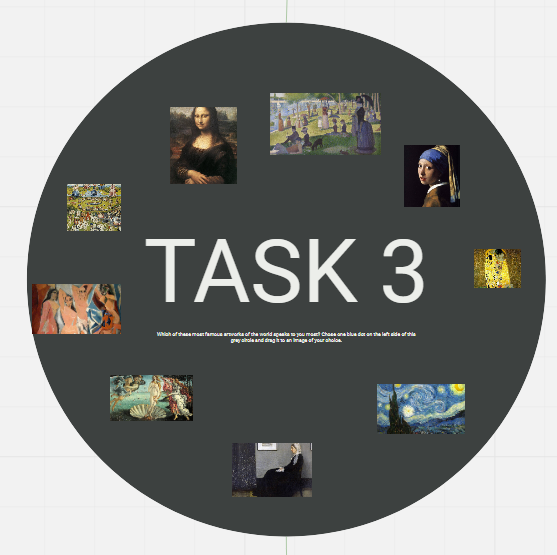 TASK 3
Which of these most famous artworks of the world speaks to you most? Chose one blue dot on the left side of this
grey circle and drag it to an image of your choice.